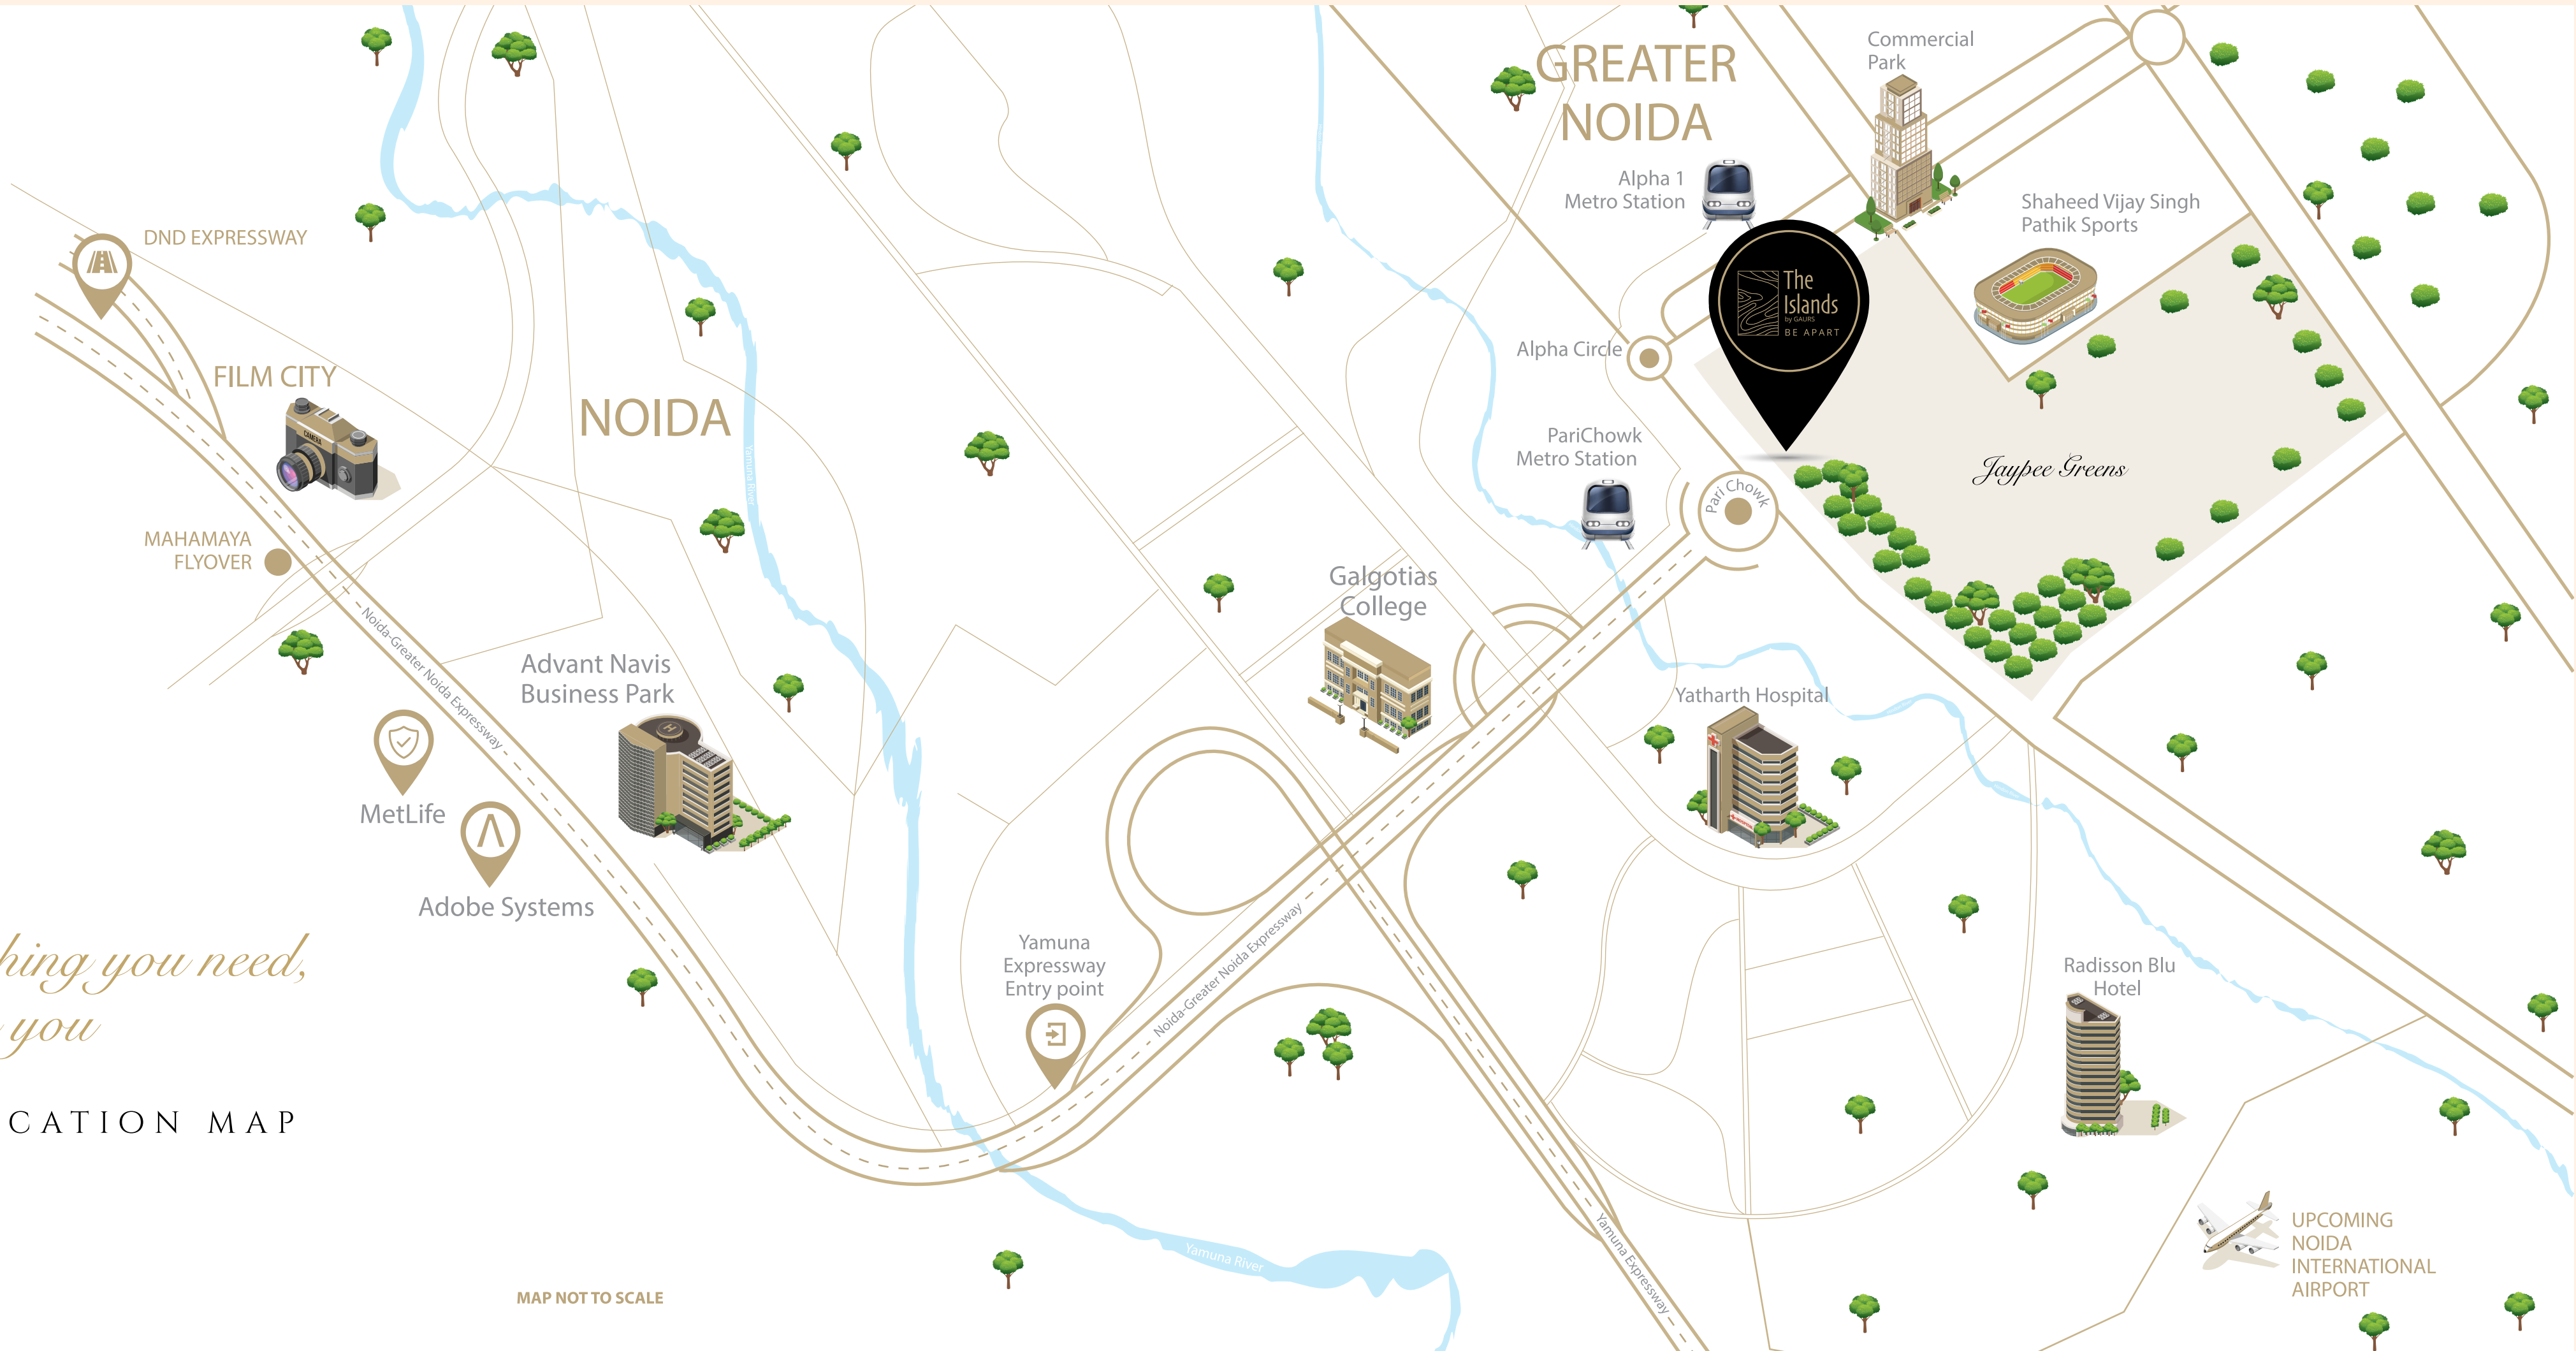 GREATER
NOIDA
Commercial
Park
Alpha 1
Metro Station
Shaheed Vijay Singh
Pathik Sports
DND EXPRESSWAY
The
Islands
by GAURS
BE APART
Alpha Circle
FILM CITY
CAMERA
NOIDA
PariChowk
Metro Station
Yamuna River
Jaypee Greens
Pari Chowk
MAHAMAYA
FLYOVER
Galgotias
College
Noida-Greater Noida Expressway
Advant Navis
Business Park
H
Yatharth Hospital
HOSPITAL
MetLife
Adobe Systems
hing you need,
you
Yamuna
Expressway
Entry point
Noida-Greater Noida Expressway
Radisson Blu
Hotel
CATION MAP
Yamuna River
Yamuna Expressway
UPCOMING
NOIDA
INTERNATIONAL
AIRPORT
MAP NOT TO SCALE